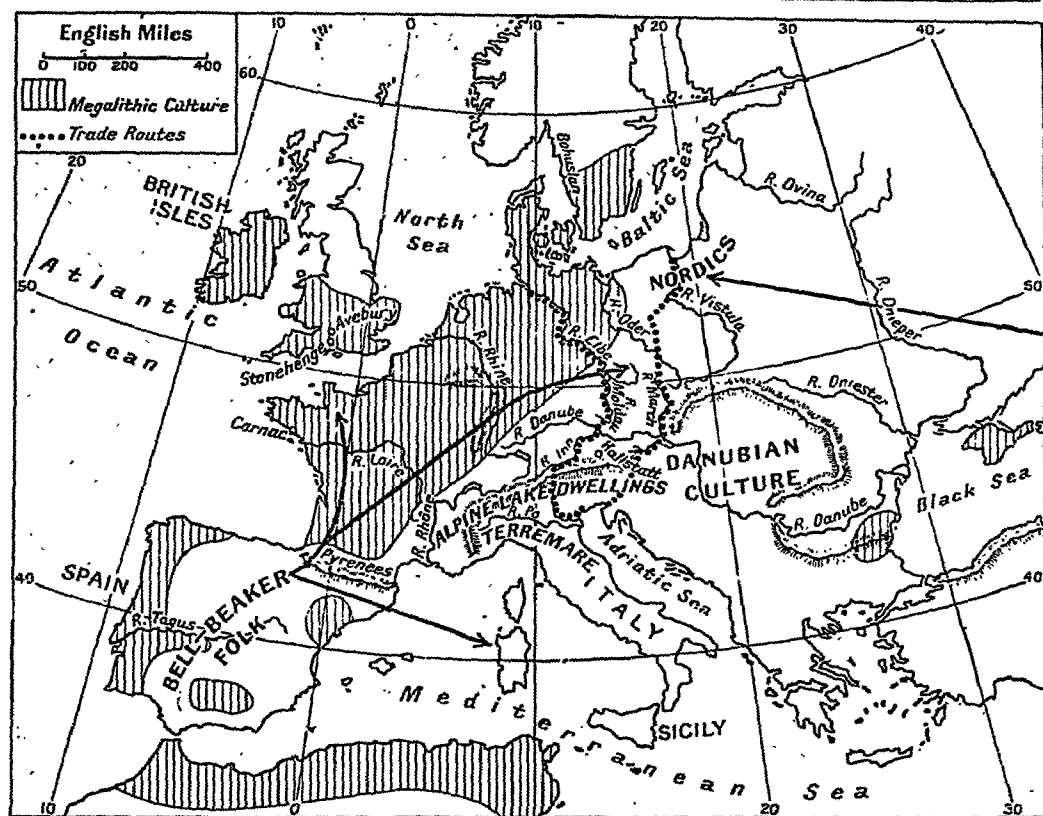 English Miles
0 100 200 400
Megalithic Culture
Trade Routes
10
0
10
20
30
40
60
20
BRITISH
ISLES
North
Sea
Bohuslan
Baltic Sea
R. Dvina
Atlantic
Ocean
50
50
NORDICS
R. Vistula
R. Dnieper
R. Oder
R. Elbe
R. Rhine
Avebury
Stonehenge
Carnac
R. Loire
R. Moldau
R. March
R. Dniester
R. Danube
R. Inn
Hallstatt
DANUBIAN
CULTURE
ALPINE LAKE DWELLINGS
R. Po
R. Rhône
TERREMARE
ITALY
Adriatic Sea
R. Danube
Black Sea
Pyrenees
40
40
SPAIN
R. Tagus
BELL-BEAKER
FOLK
Mediterranean Sea
SICILY
10
0
20
30